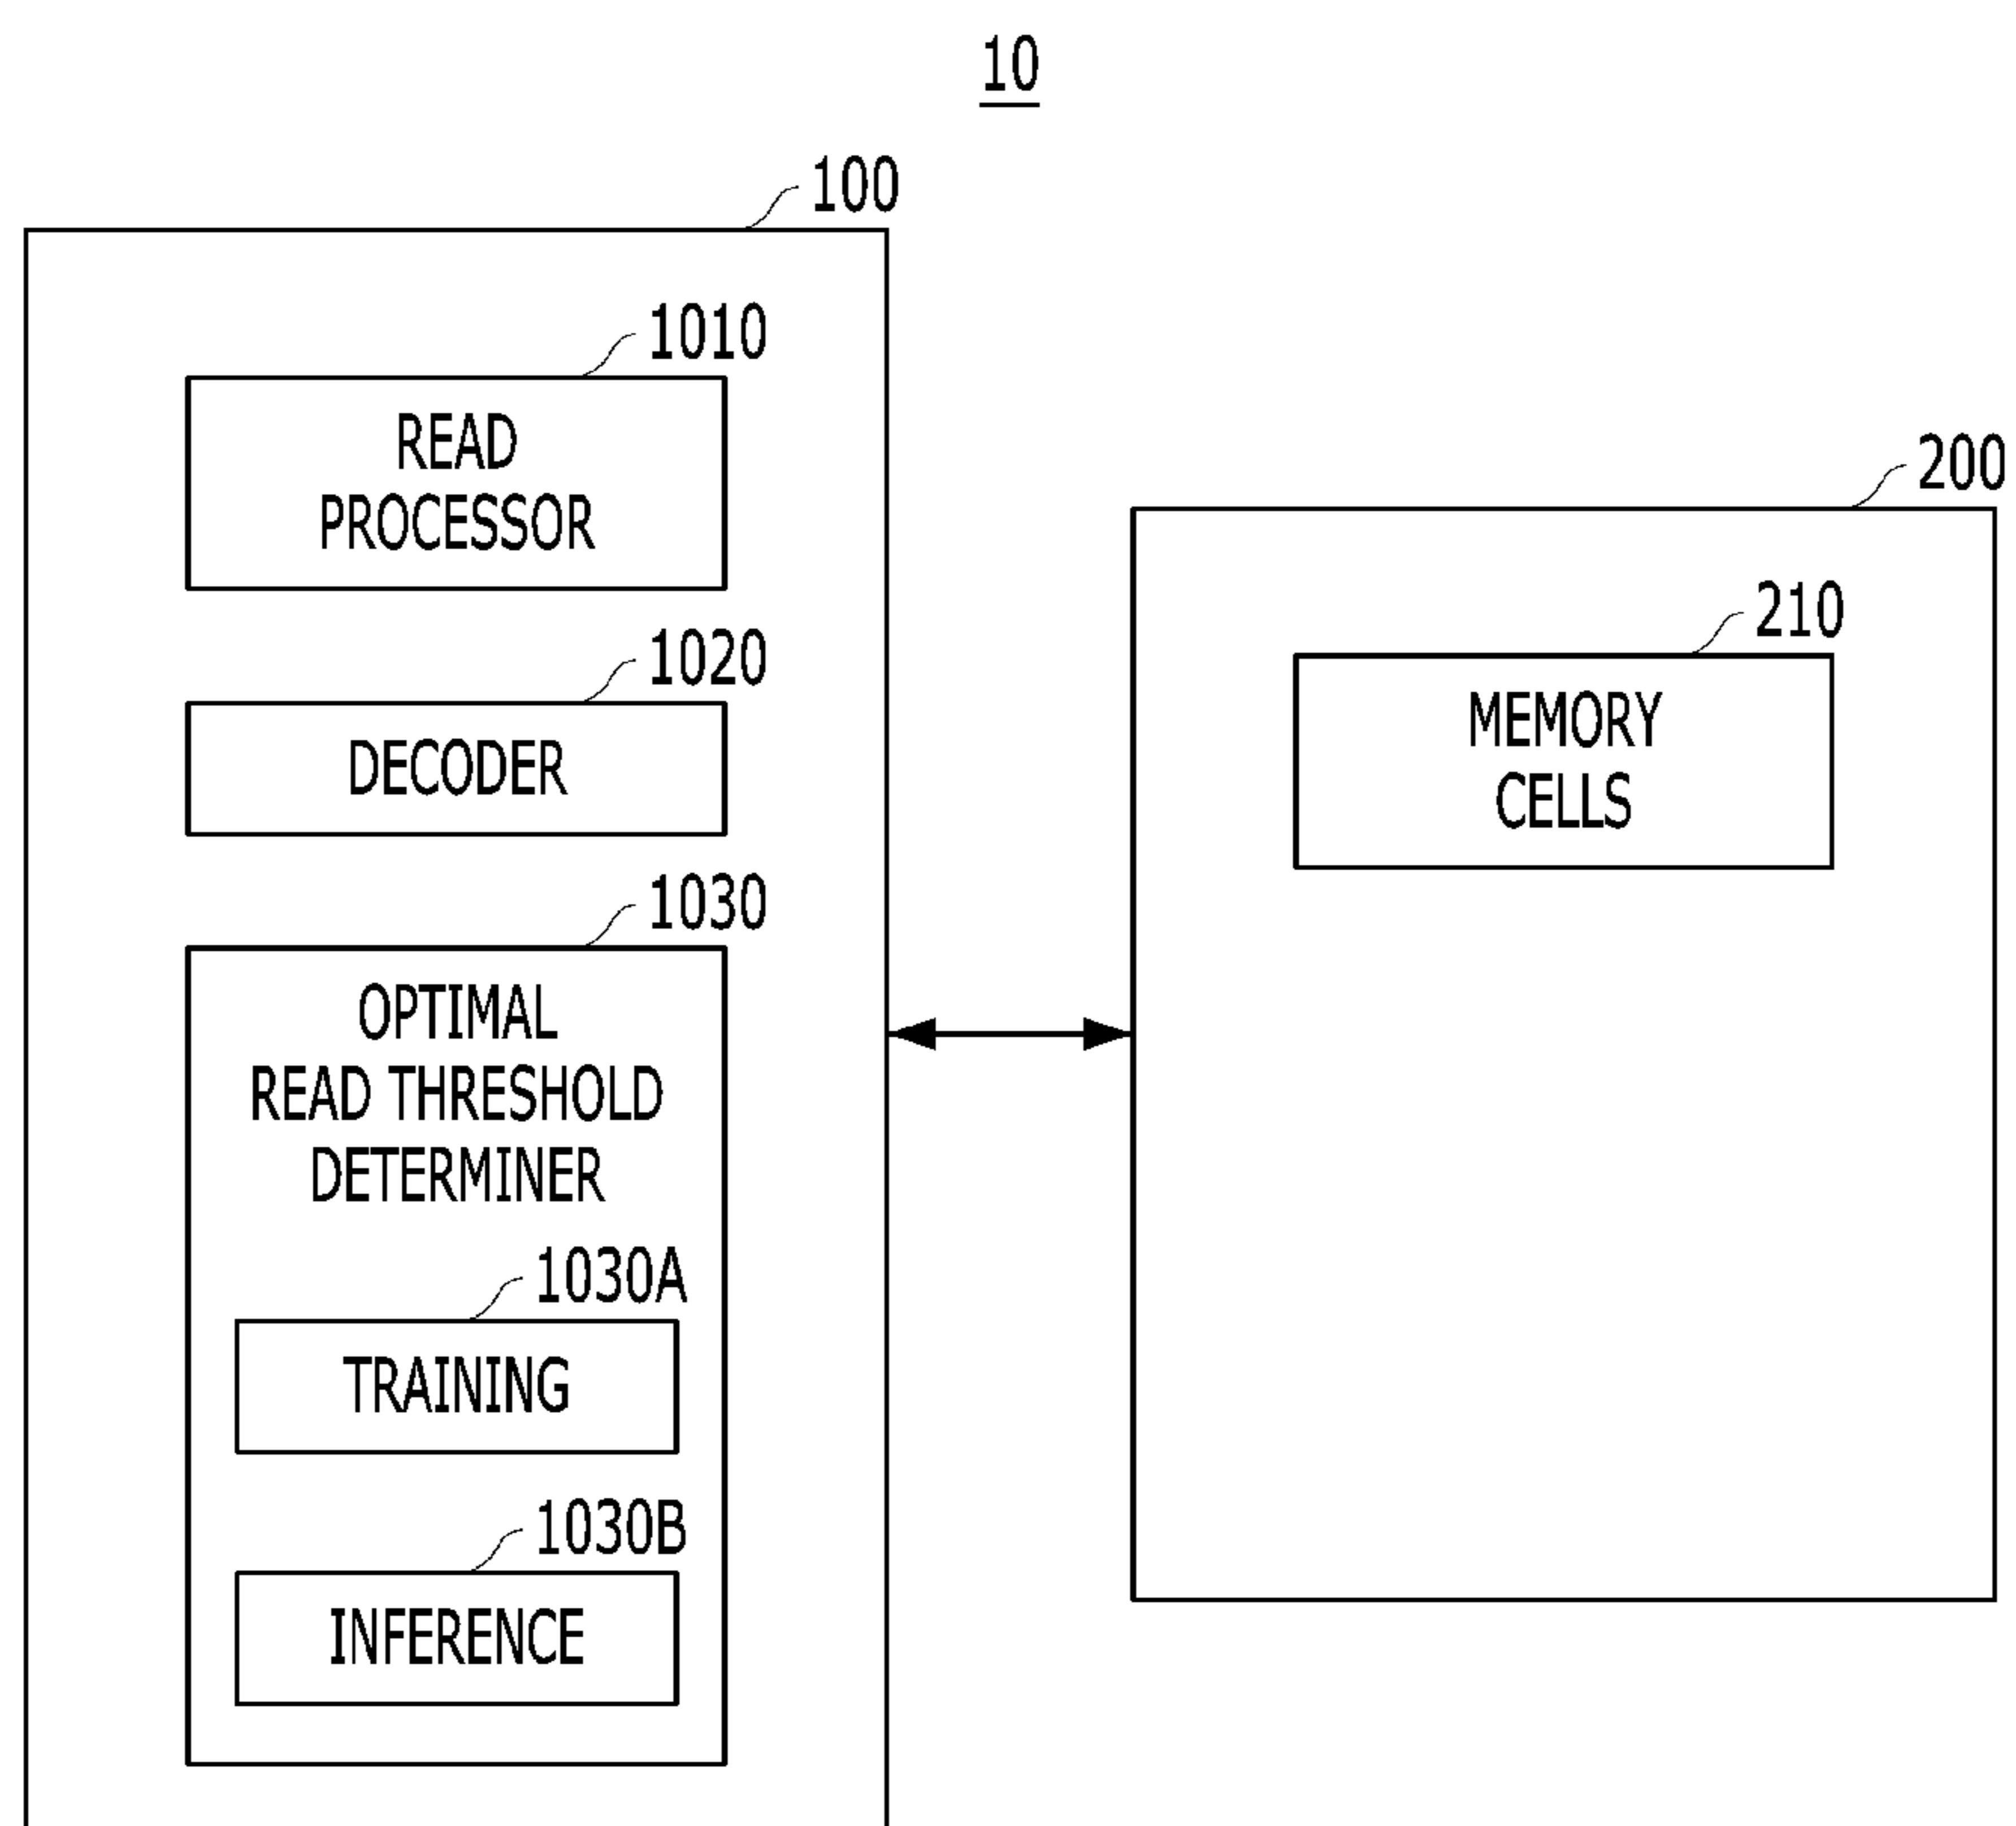 10
100
1010
READ
PROCESSOR
1020
DECODER
1030
OPTIMAL
READ THRESHOLD
DETERMINER
1030A
TRAINING
1030B
INFERENCE
200
210
MEMORY
CELLS